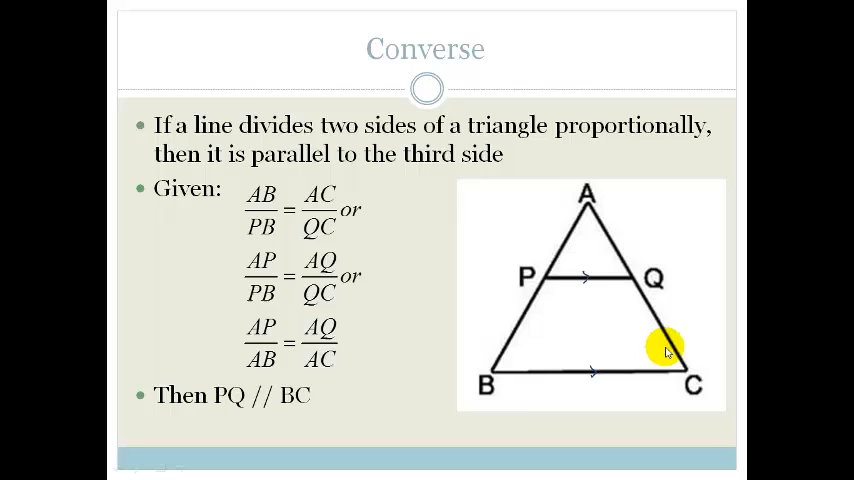 Converse
• If a line divides two sides of a triangle proportionally,
then it is parallel to the third side
• Given:
AB/PB = AC/QC or
AP/PB = AQ/QC or
AP/AB = AQ/AC
• Then PQ // BC
A
P
Q
B
C